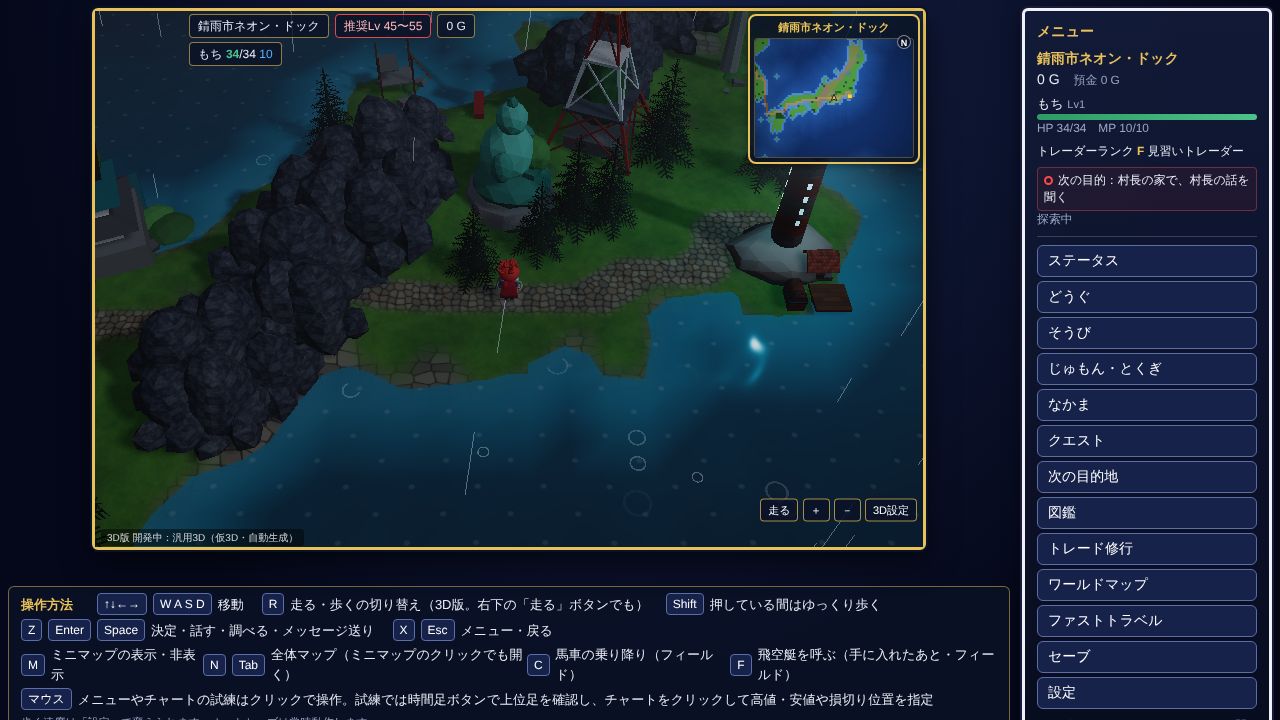 錆雨市ネオン・ドック
推奨Lv 45〜55
0 G
もち 34/34 10
錆雨市ネオン・ドック
N
走る
+
−
3D設定
3D版 開発中：汎用3D（仮3D・自動生成）
メニュー
錆雨市ネオン・ドック
0 G 預金 0 G
もち Lv1
HP 34/34 MP 10/10
トレーダーランク F 見習いトレーダー
次の目的：村長の家で、村長の話を
聞く
探索中
ステータス
どうぐ
そうび
じゅもん・とくぎ
なかま
クエスト
次の目的地
図鑑
トレード修行
ワールドマップ
ファストトラベル
セーブ
設定
操作方法 ↑↓←→ W A S D 移動 R 走る・歩くの切り替え（3D版。右下の「走る」ボタンでも） Shift 押している間はゆっくり歩く
Z Enter Space 決定・話す・調べる・メッセージ送り X Esc メニュー・戻る
M ミニマップの表示・非表示 N Tab 全体マップ（ミニマップのクリックでも開く） C 馬車の乗り降り（フィールド） F 飛空艇を呼ぶ（手に入れたあと・フィールド）
マウス メニューやチャートの試練はクリックで操作。試練では時間足ボタンで上位足を確認し、チャートをクリックして高値・安値や損切り位置を指定